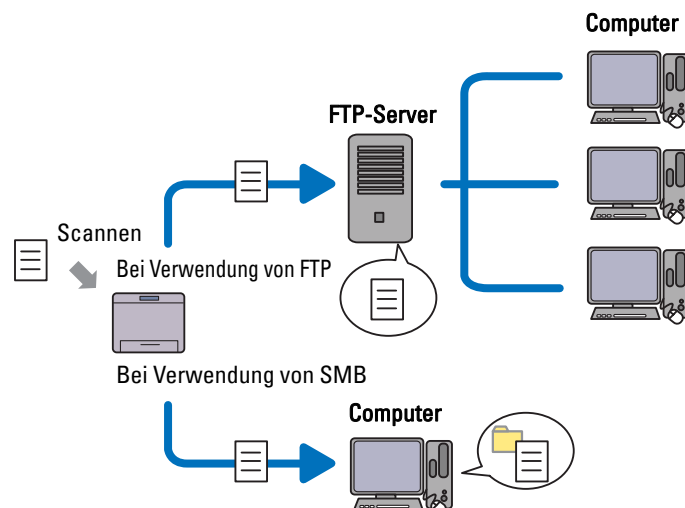 Computer
FTP-Server
Scannen
Bei Verwendung von FTP
Bei Verwendung von SMB
Computer